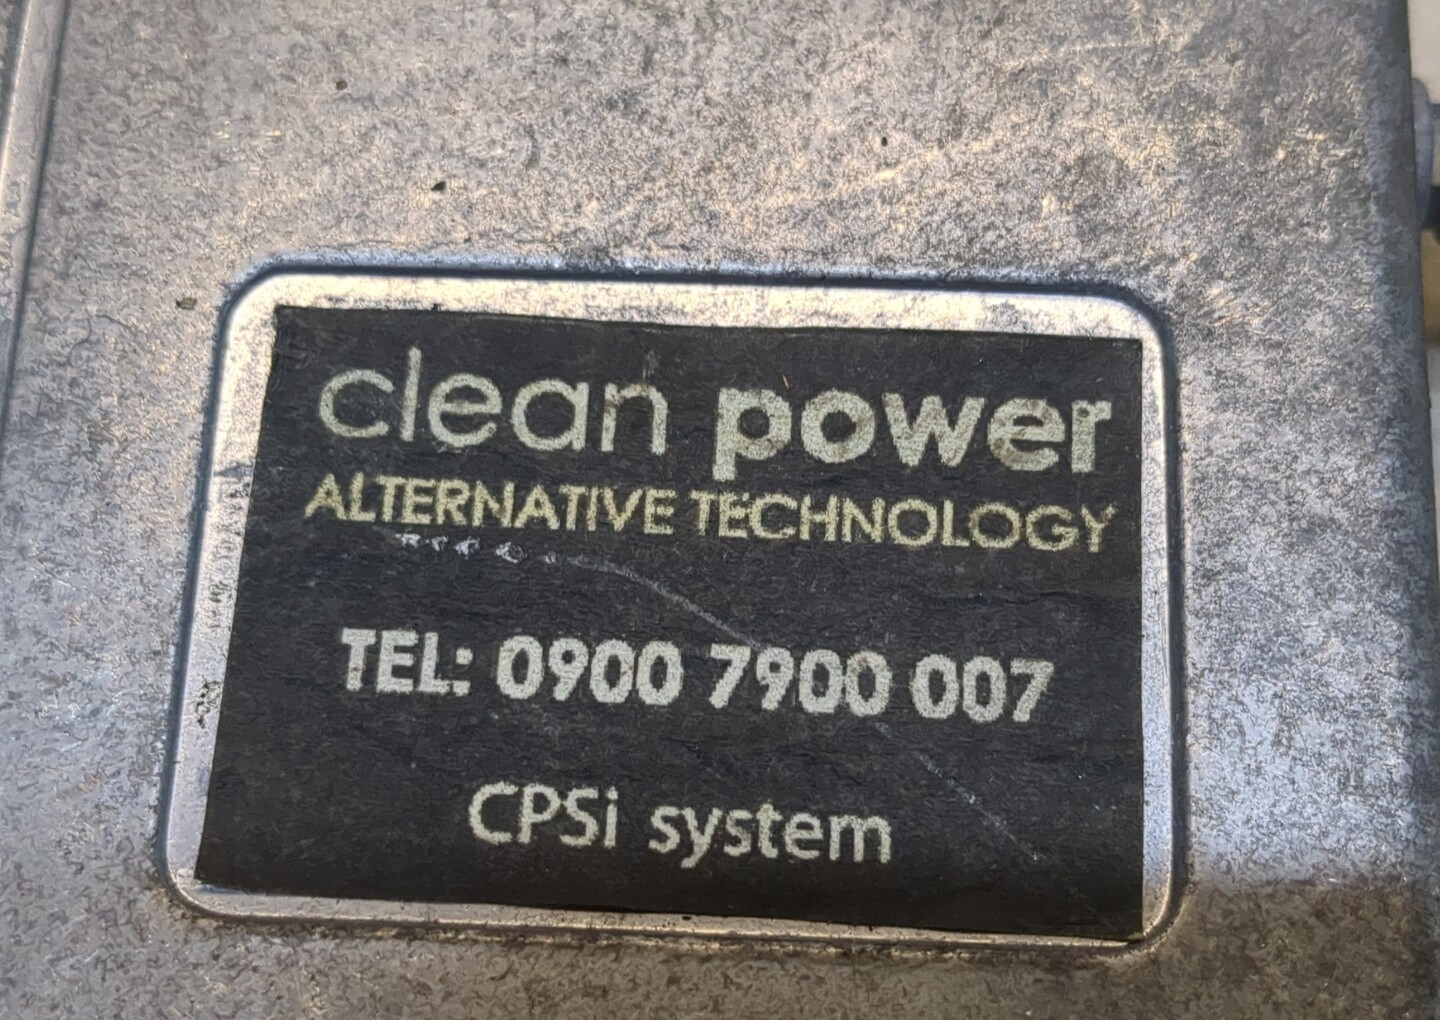 clean power
ALTERNATIVE TECHNOLOGY
TEL: 0900 7900 007
CPSi system